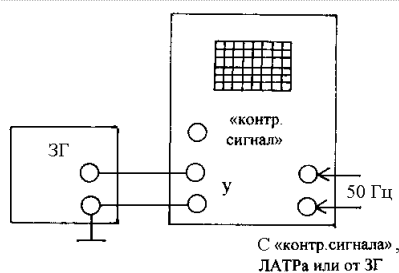 «контр.
сигнал»
ЗГ
У
50 Гц
С «контр.сигнала»,
ЛАТРа или от ЗГ